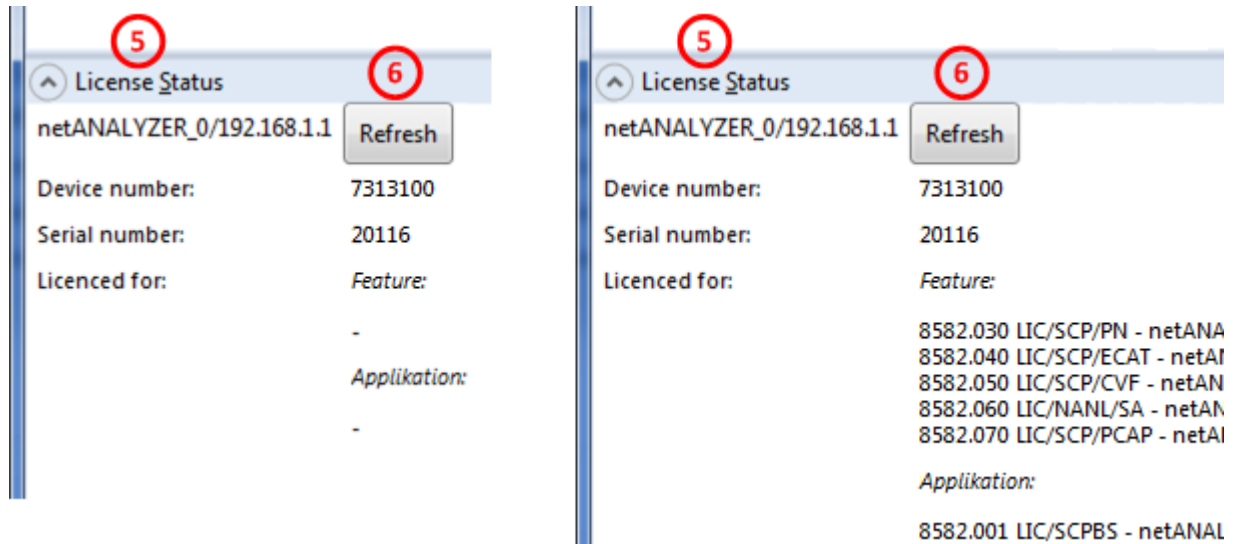 5
License Status
6
netANALYZER_0/192.168.1.1 Refresh
Device number: 7313100
Serial number: 20116
Licenced for: Feature:
-
Applikation:
-
5
License Status
6
netANALYZER_0/192.168.1.1 Refresh
Device number: 7313100
Serial number: 20116
Licenced for: Feature:
8582.030 LIC/SCP/PN - netANA
8582.040 LIC/SCP/ECAT - netA
8582.050 LIC/SCP/CVF - netAN
8582.060 LIC/NANL/SA - netAN
8582.070 LIC/SCP/PCAP - netA
Applikation:
8582.001 LIC/SCPBS - netANAL